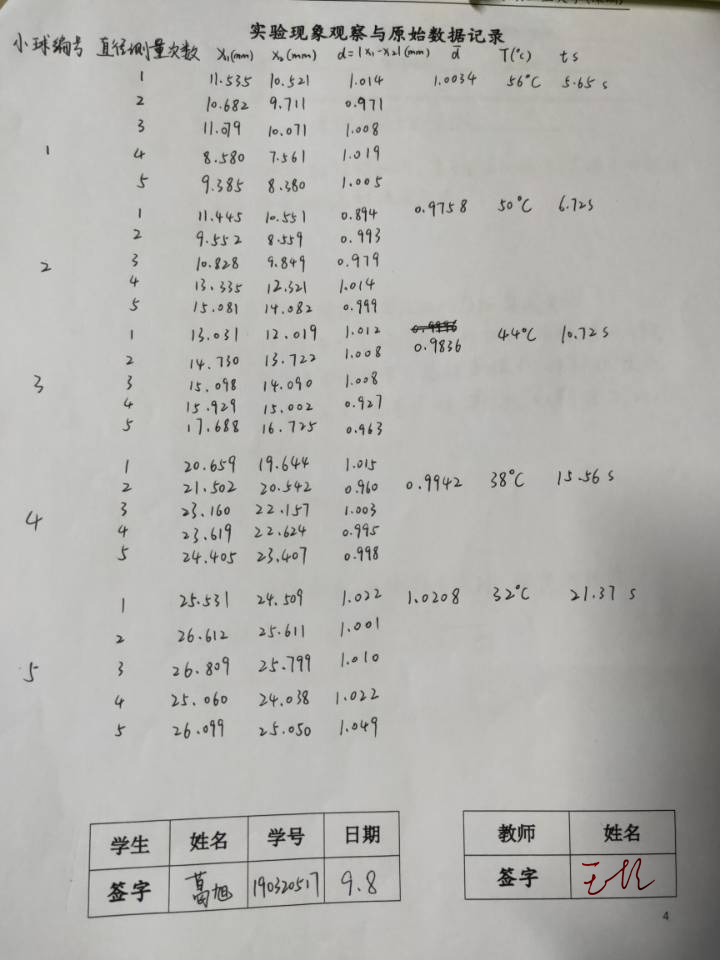 实验现象观察与原始数据记录
小球编号 直径测量次数 X₁(mm) X₂(mm) d=|X₁-X₂|(mm) d̄ T(℃) t s
1 11.535 10.521 1.014 1.0034 56℃ 5.65 s
2 10.682 9.711 0.971
3 11.079 10.071 1.008
1 4 8.580 7.561 1.019
5 9.385 8.380 1.005
1 11.445 10.551 0.894 0.9758 50℃ 6.72s
2 9.552 8.559 0.993
2 3 10.828 9.849 0.979
4 13.335 12.321 1.014
5 15.081 14.082 0.999
1 13.031 12.019 1.012 44℃ 10.72 s
2 14.730 13.722 1.008 0.9836
3 3 15.098 14.090 1.008
4 15.929 15.002 0.927
5 17.688 16.725 0.963
1 20.659 19.644 1.015
2 21.502 20.542 0.960 0.9942 38℃ 15.56 s
4 3 23.160 22.157 1.003
4 23.619 22.624 0.995
5 24.405 23.407 0.998
1 25.531 24.509 1.022 1.0208 32℃ 21.37 s
2 26.612 25.611 1.001
5 3 26.809 25.799 1.010
4 25.060 24.038 1.022
5 26.099 25.050 1.049
学生 姓名 学号 日期 教师 姓名
签字 葛旭 190320517 9.8 签字
4